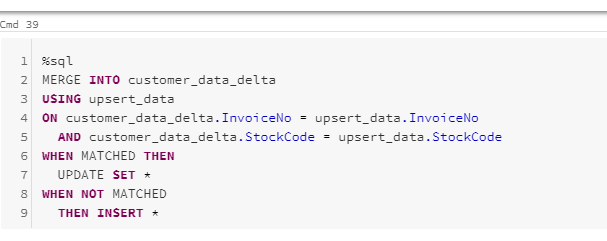 Cmd 39
1 %sql
2 MERGE INTO customer_data_delta
3 USING upsert_data
4 ON customer_data_delta.InvoiceNo = upsert_data.InvoiceNo
5   AND customer_data_delta.StockCode = upsert_data.StockCode
6 WHEN MATCHED THEN
7   UPDATE SET *
8 WHEN NOT MATCHED
9   THEN INSERT *